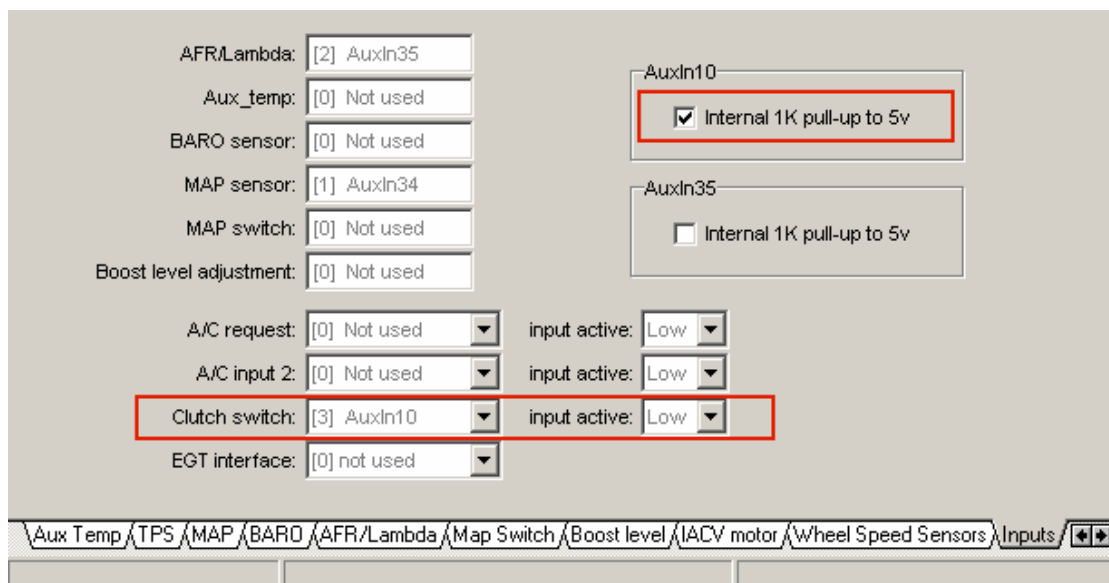 AFR/Lambda: [2] AuxIn35
Aux_temp: [0] Not used
BARO sensor: [0] Not used
MAP sensor: [1] AuxIn34
MAP switch: [0] Not used
Boost level adjustment: [0] Not used
AuxIn10
Internal 1K pull-up to 5v
AuxIn35
Internal 1K pull-up to 5v
A/C request: [0] Not used input active: Low
A/C input 2: [0] Not used input active: Low
Clutch switch: [3] AuxIn10 input active: Low
EGT interface: [0] not used
Aux Temp TPS MAP BARO AFR/Lambda Map Switch Boost level IACV motor Wheel Speed Sensors Inputs